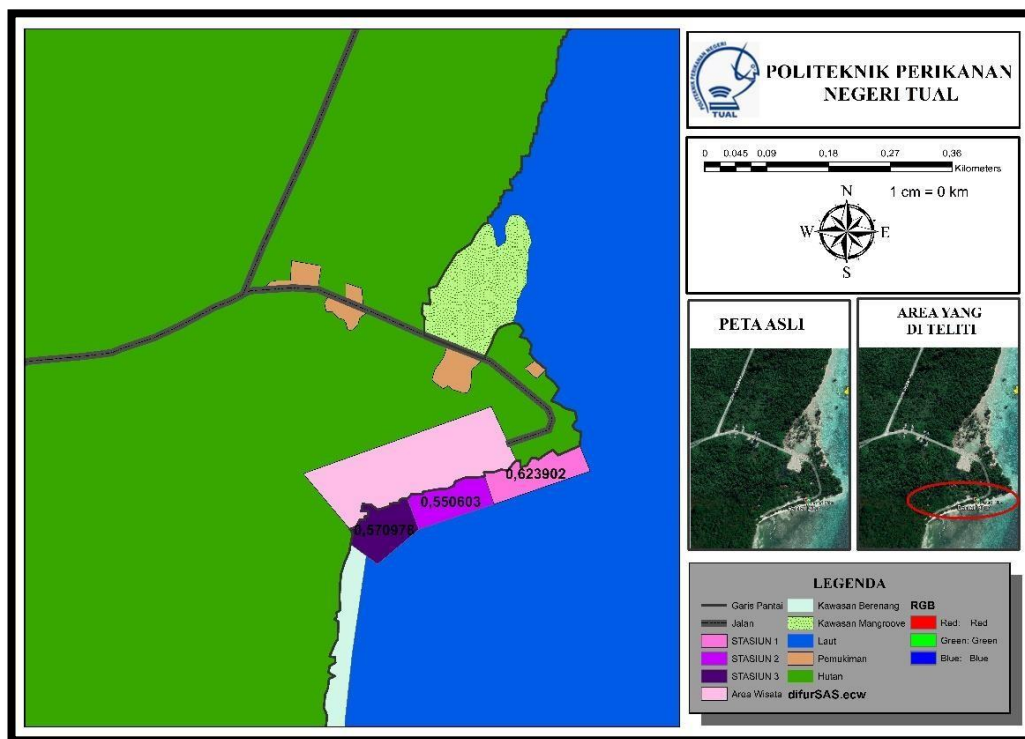 POLITEKNIK PERIKANAN
NEGERI TUAL
TUAL
0 0.045 0.09 0,18 0,27 0,36
Kilometers
1 cm = 0 km
N
W E
S
PETA ASLI
AREA YANG
DI TELITI
0,623902
0,550603
0,570978
LEGENDA
Garis Pantai
Jalan
STASIUN 1
STASIUN 2
STASIUN 3
Area Wisata
Kawasan Berenang
Kawasan Mangroove
Laut
Pemukiman
Hutan
difurSAS.ecw
RGB
Red: Red
Green: Green
Blue: Blue